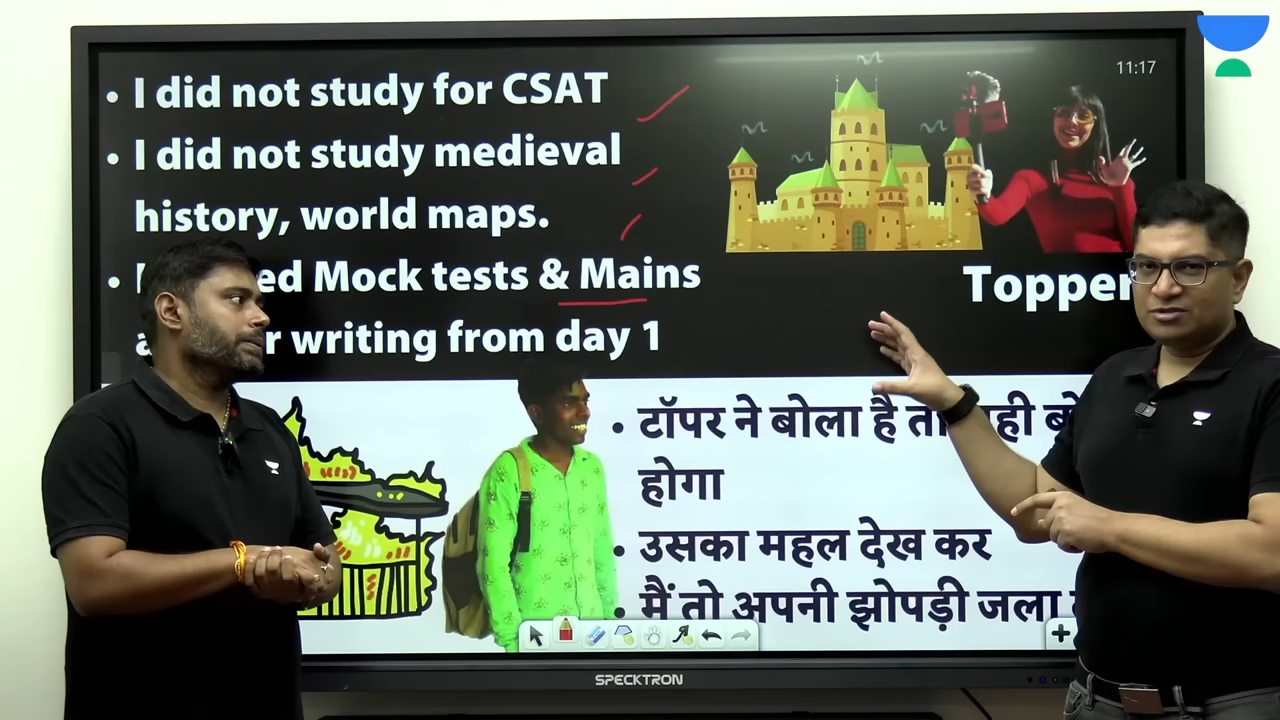 11:17
• I did not study for CSAT
• I did not study medieval
history, world maps.
• Mock tests & Mains
writing from day 1
Topper
• टॉपर ने बोला है
होगा
• उसका महल देख कर
• मैं तो अपनी झोपड़ी जला
SPECKTRON